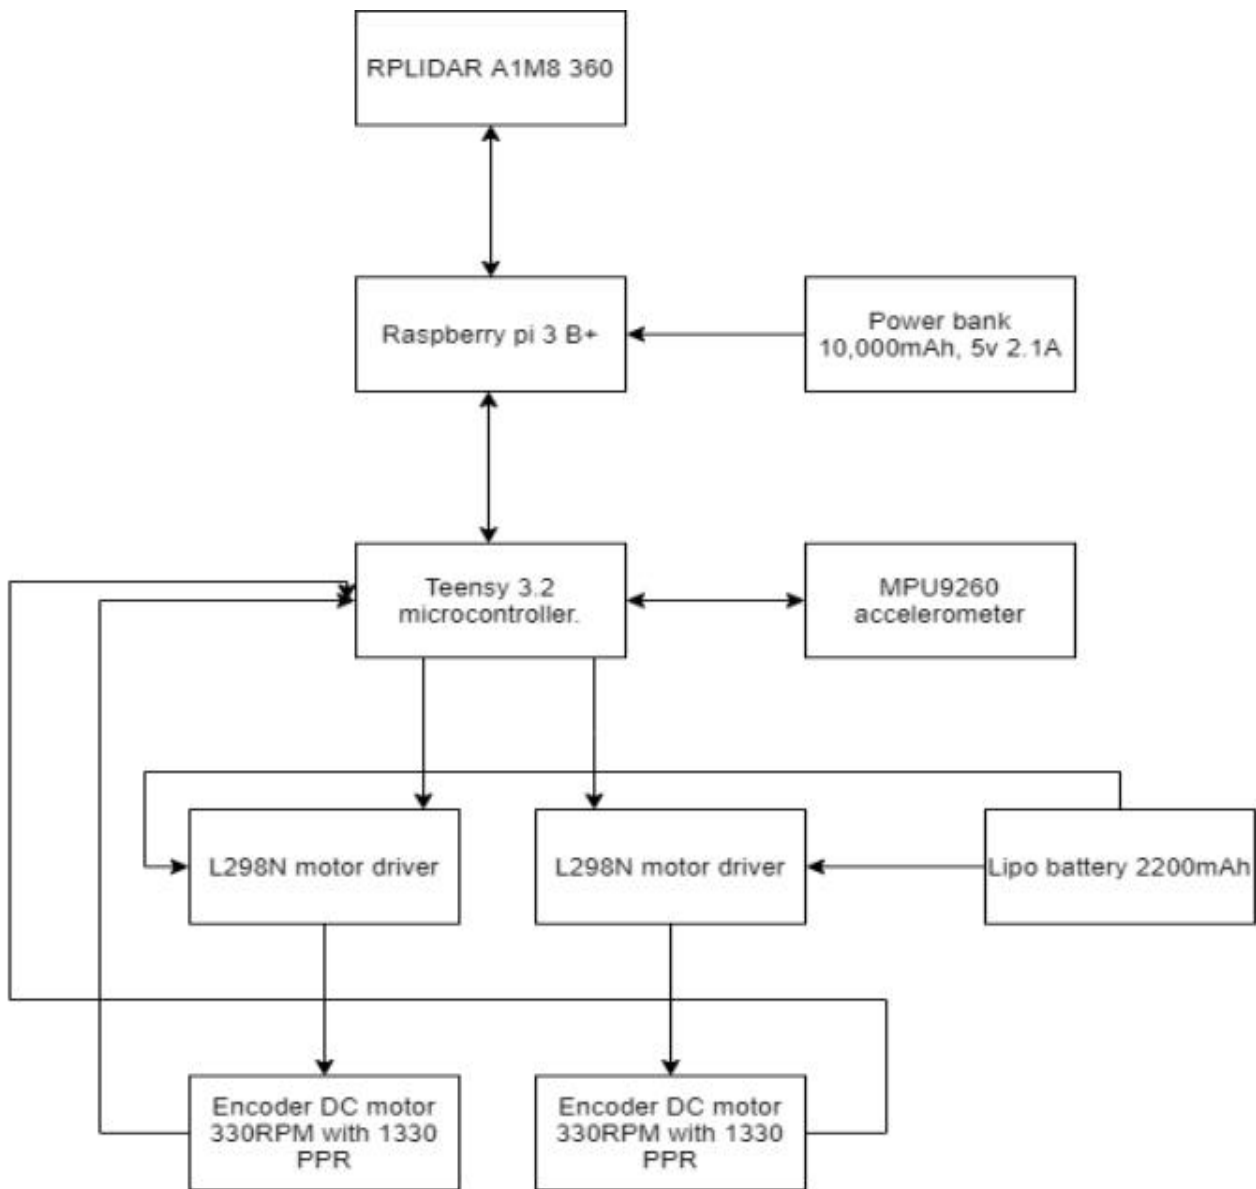 RPLIDAR A1M8 360
Raspberry pi 3 B+
Power bank
10,000mAh, 5v 2.1A
Teensy 3.2
microcontroller.
MPU9260
accelerometer
L298N motor driver
L298N motor driver
Lipo battery 2200mAh
Encoder DC motor
330RPM with 1330
PPR
Encoder DC motor
330RPM with 1330
PPR